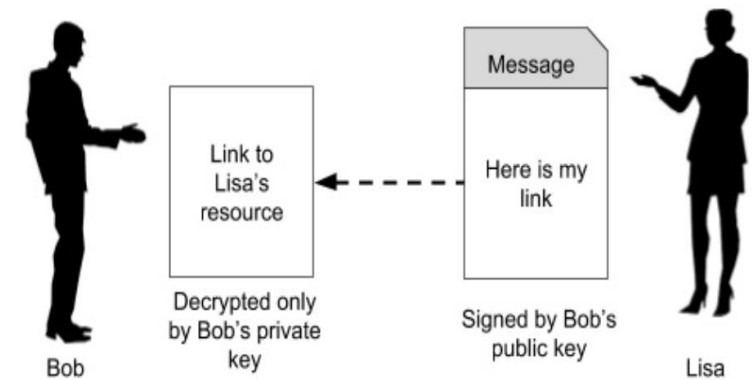 Message
Link to
Lisa's
resource
Here is my
link
Decrypted only
by Bob's private
key
Signed by Bob's
public key
Bob
Lisa